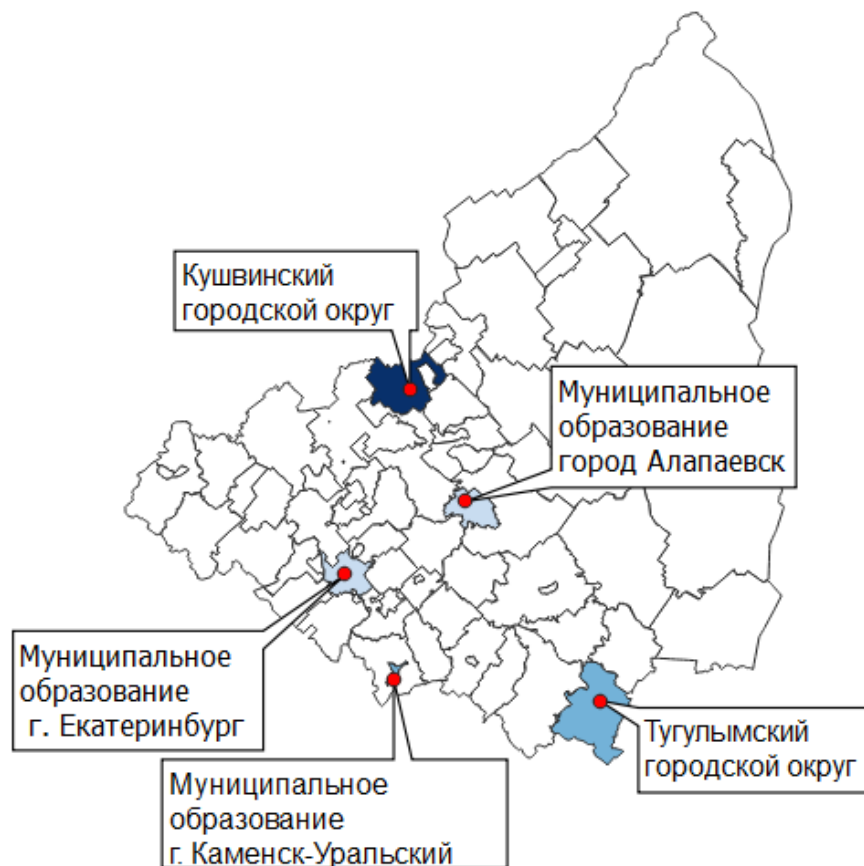 Кушвинский
городской округ
Муниципальное
образование
город Алапаевск
Муниципальное
образование
г. Екатеринбург
Тугулымский
городской округ
Муниципальное
образование
г. Каменск-Уральский